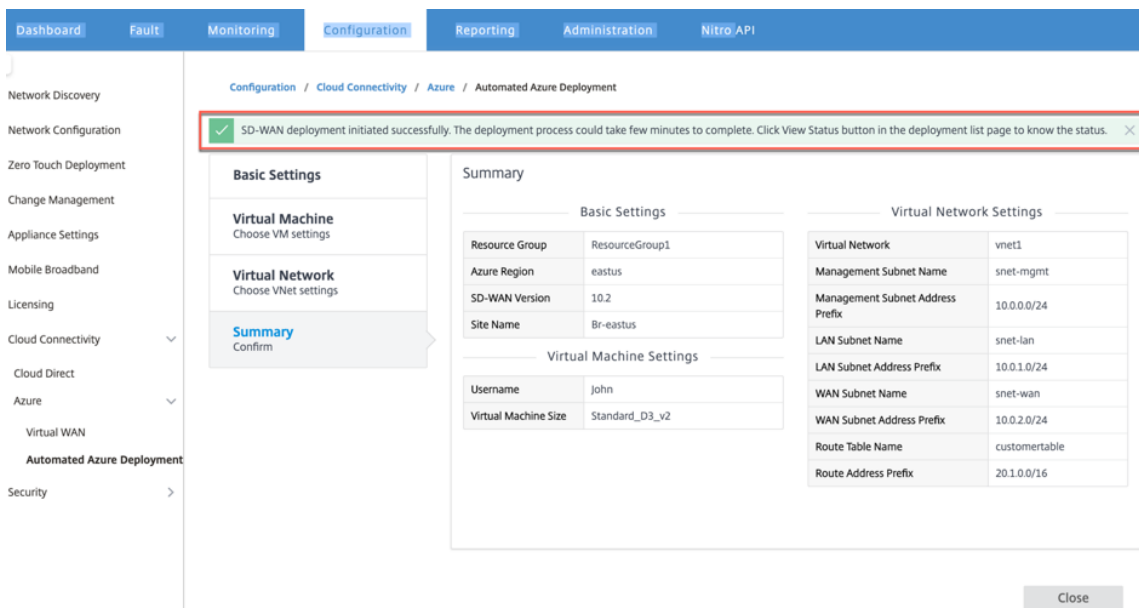 Dashboard Fault Monitoring Configuration Reporting Administration Nitro API
Configuration / Cloud Connectivity / Azure / Automated Azure Deployment
SD-WAN deployment initiated successfully. The deployment process could take few minutes to complete. Click View Status button in the deployment list page to know the status.
Network Discovery
Network Configuration
Zero Touch Deployment
Change Management
Appliance Settings
Mobile Broadband
Licensing
Cloud Connectivity
Cloud Direct
Azure
Virtual WAN
Automated Azure Deployment
Security
Basic Settings
Virtual Machine
Choose VM settings
Virtual Network
Choose VNet settings
Summary
Confirm
Summary
Basic Settings
Resource Group ResourceGroup1
Azure Region eastus
SD-WAN Version 10.2
Site Name Br-eastus
Virtual Machine Settings
Username John
Virtual Machine Size Standard_D3_v2
Virtual Network Settings
Virtual Network vnet1
Management Subnet Name snet-mgmt
Management Subnet Address
Prefix 10.0.0.0/24
LAN Subnet Name snet-lan
LAN Subnet Address Prefix 10.0.1.0/24
WAN Subnet Name snet-wan
WAN Subnet Address Prefix 10.0.2.0/24
Route Table Name customertable
Route Address Prefix 20.1.0.0/16
Close